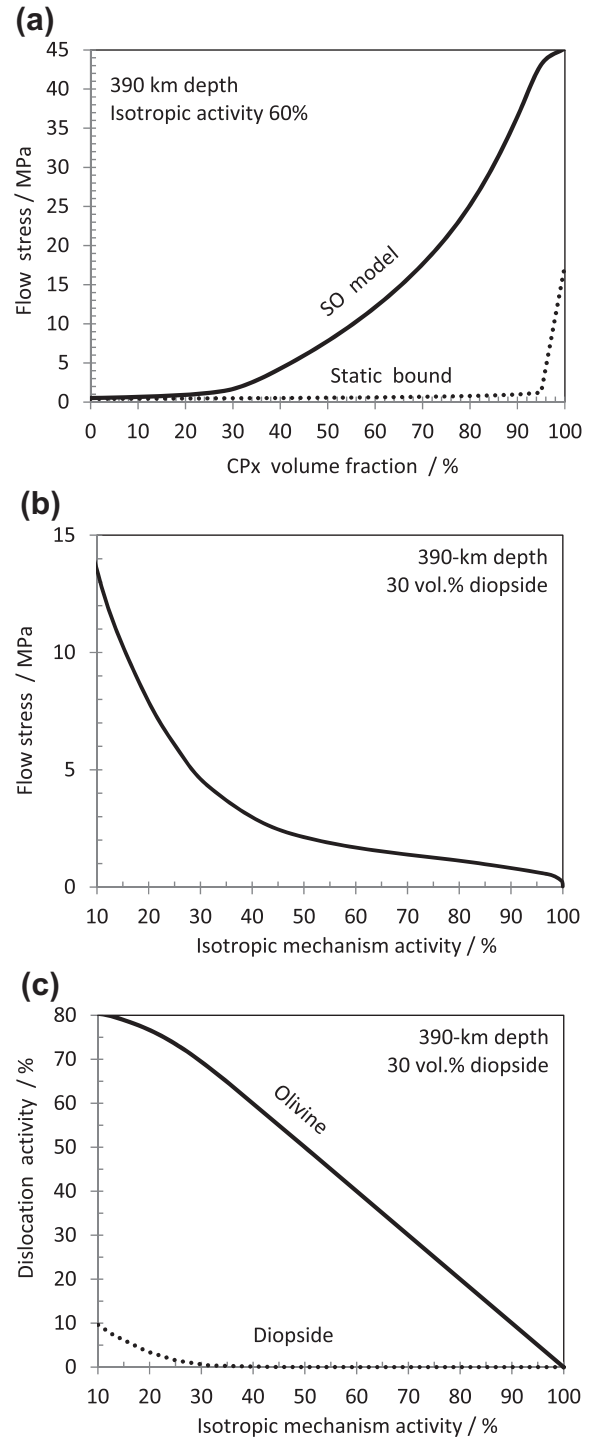 (a)
45
40
35
30
25
20
15
10
5
0
Flow stress / MPa
390 km depth
Isotropic activity 60%
SO model
Static bound
0 10 20 30 40 50 60 70 80 90 100
CPx volume fraction / %
(b)
15
10
5
0
Flow stress / MPa
390-km depth
30 vol.% diopside
10 20 30 40 50 60 70 80 90 100
Isotropic mechanism activity / %
(c)
80
70
60
50
40
30
20
10
0
Dislocation activity / %
390-km depth
30 vol.% diopside
Olivine
Diopside
10 20 30 40 50 60 70 80 90 100
Isotropic mechanism activity / %